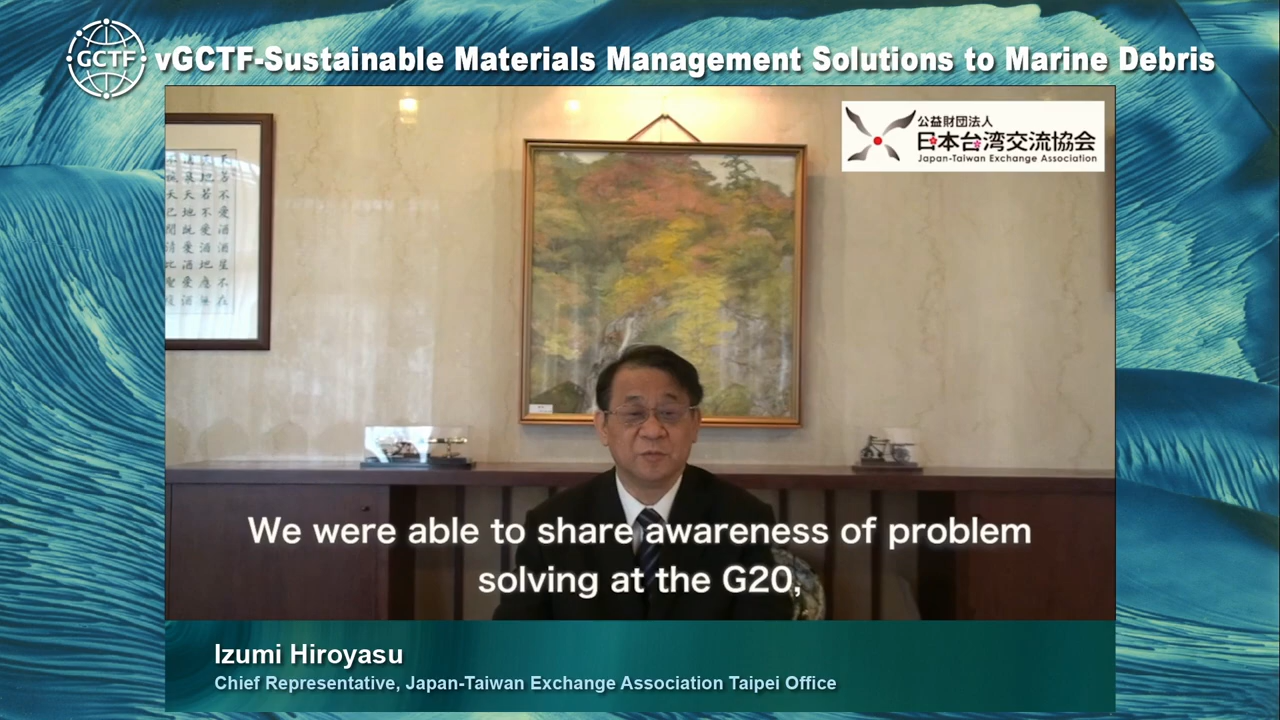 GCTF
vGCTF-Sustainable Materials Management Solutions to Marine Debris
公益財団法人
日本台湾交流協会
Japan-Taiwan Exchange Association
We were able to share awareness of problem
solving at the G20,
Izumi Hiroyasu
Chief Representative, Japan-Taiwan Exchange Association Taipei Office